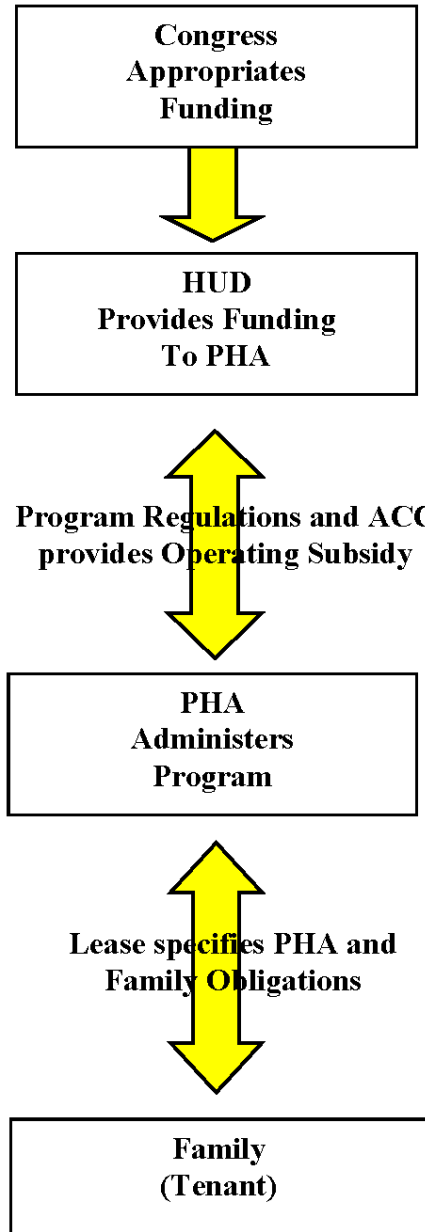 Congress
Appropriates
Funding
HUD
Provides Funding
To PHA
Program Regulations and ACC
provides Operating Subsidy
PHA
Administers
Program
Lease specifies PHA and
Family Obligations
Family
(Tenant)